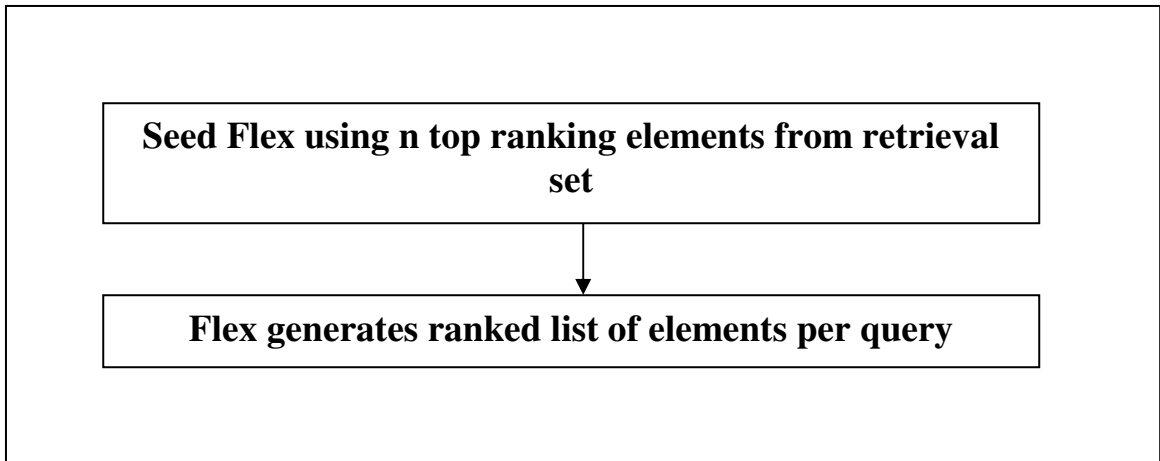 Seed Flex using n top ranking elements from retrieval
set
Flex generates ranked list of elements per query